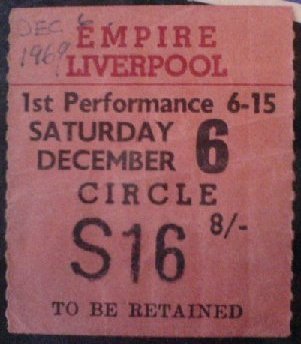 DEC 6
1969
EMPIRE
LIVERPOOL
1st Performance 6-15
SATURDAY
DECEMBER 6
CIRCLE
S16 8/-
TO BE RETAINED